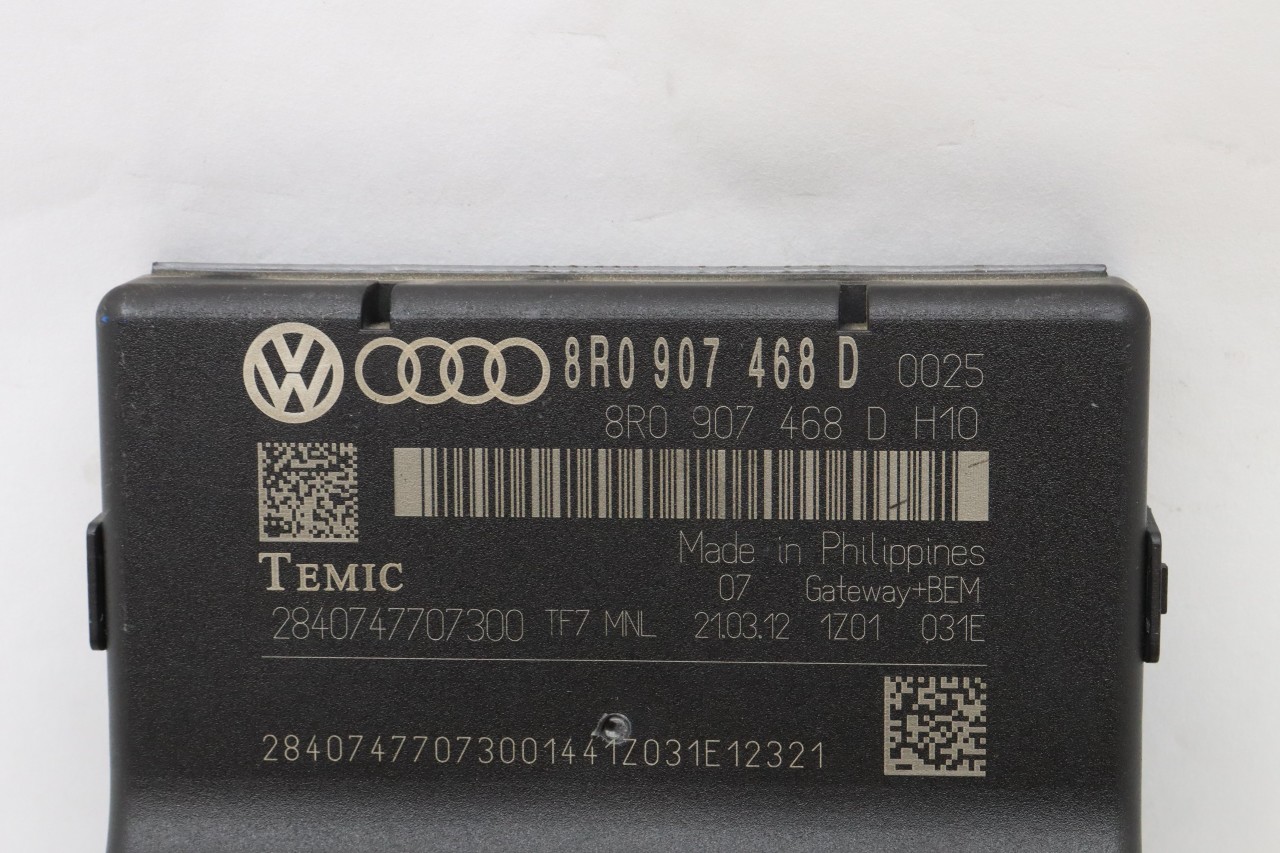 8R0 907 468 D 0025
8R0 907 468 D H10
Made in Philippines
TEMIC 07 Gateway+BEM
2840747707300 TF7 MNL 21.03.12 1Z01 031E
28407477073001441Z031E12321